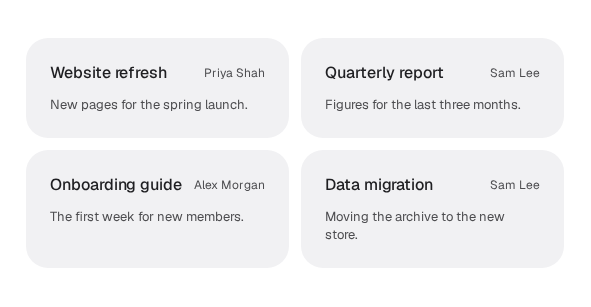 Website refresh Priya Shah
New pages for the spring launch.
Quarterly report Sam Lee
Figures for the last three months.
Onboarding guide Alex Morgan
The first week for new members.
Data migration Sam Lee
Moving the archive to the new
store.